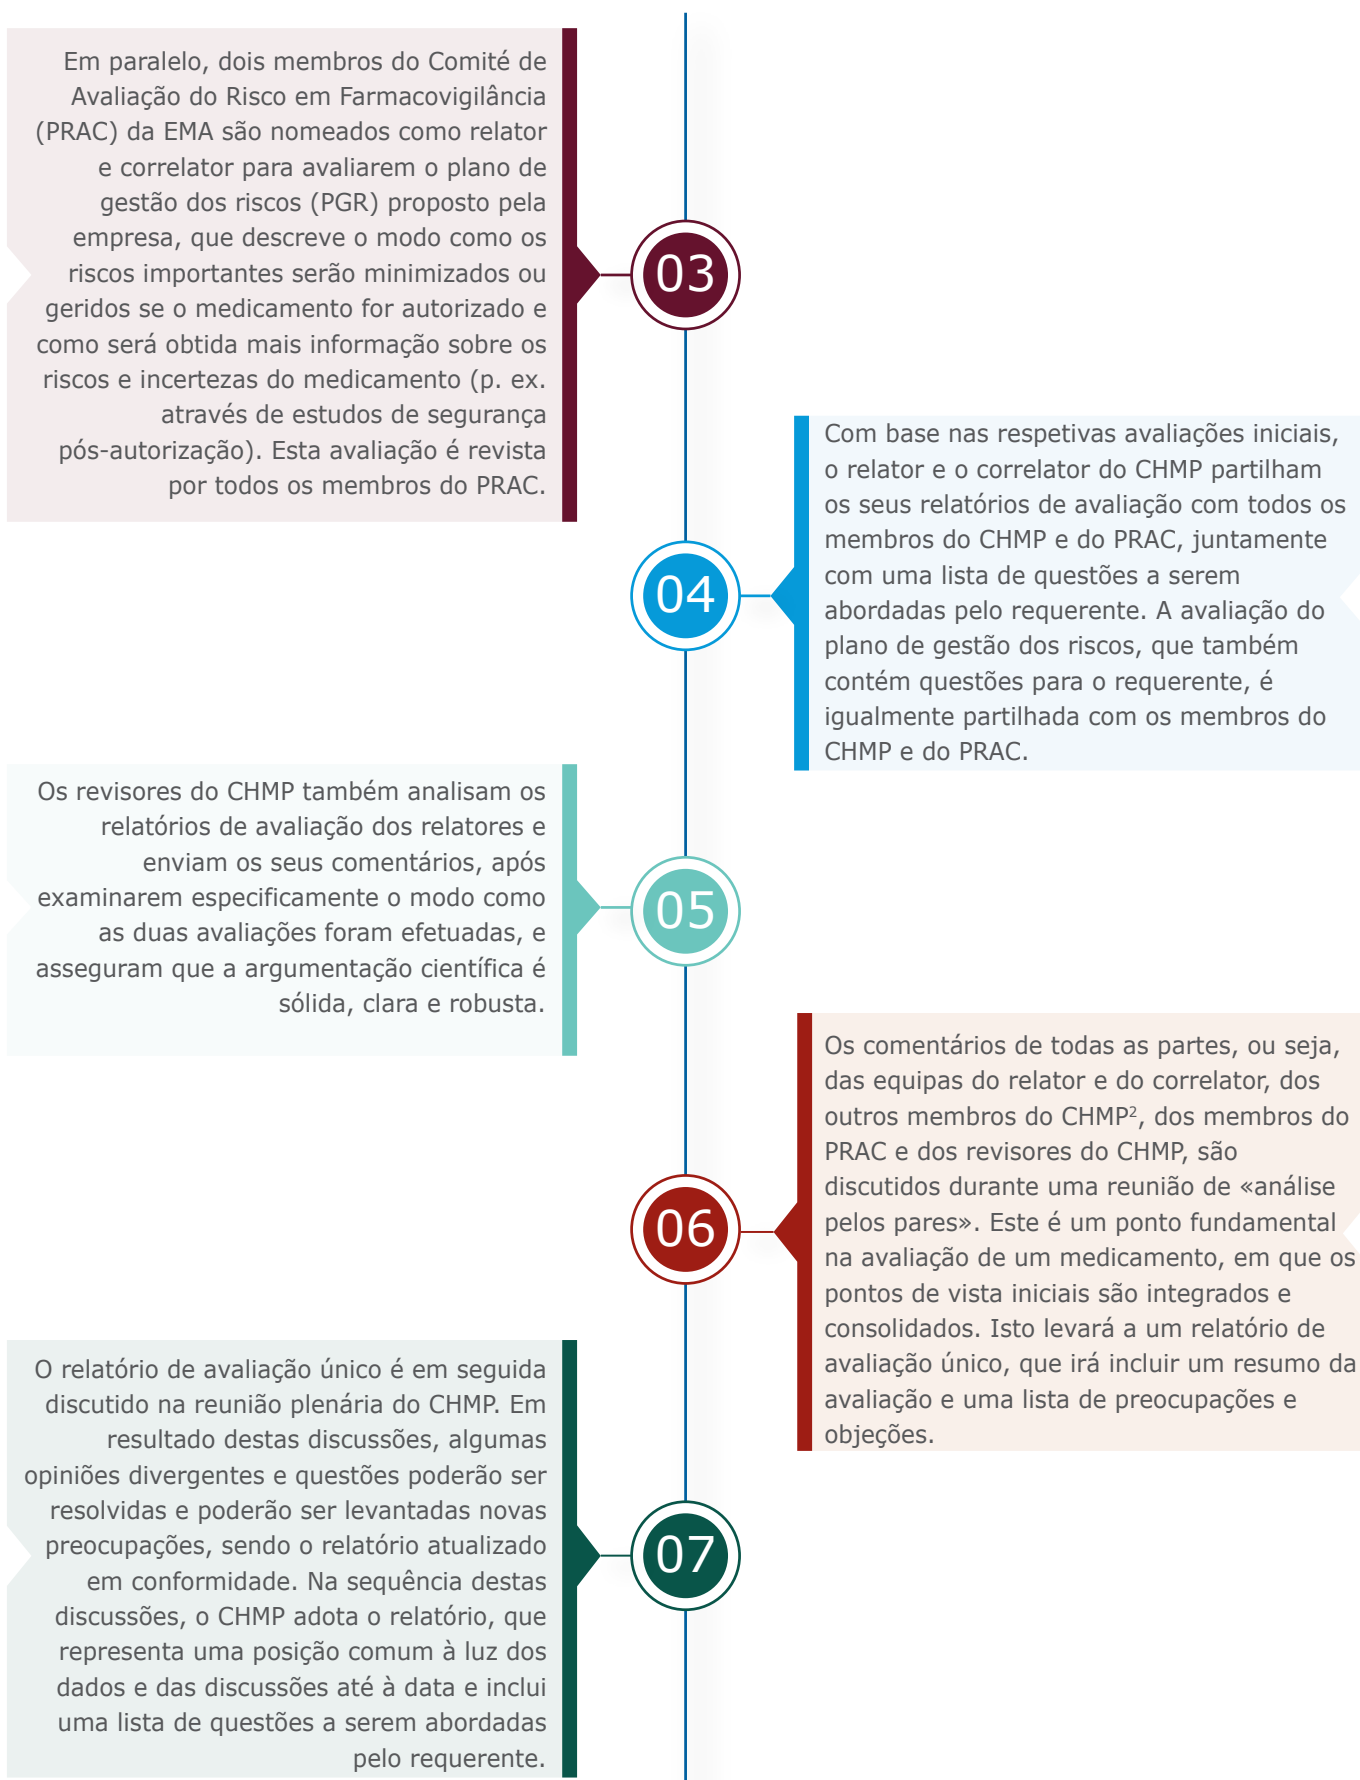 Em paralelo, dois membros do Comité de
Avaliação do Risco em Farmacovigilância
(PRAC) da EMA são nomeados como relator
e correlator para avaliarem o plano de
gestão dos riscos (PGR) proposto pela
empresa, que descreve o modo como os
riscos importantes serão minimizados ou
geridos se o medicamento for autorizado e
como será obtida mais informação sobre os
riscos e incertezas do medicamento (p. ex.
através de estudos de segurança
pós-autorização). Esta avaliação é revista
por todos os membros do PRAC.
03
Com base nas respetivas avaliações iniciais,
o relator e o correlator do CHMP partilham
os seus relatórios de avaliação com todos os
membros do CHMP e do PRAC, juntamente
com uma lista de questões a serem
abordadas pelo requerente. A avaliação do
plano de gestão dos riscos, que também
contém questões para o requerente, é
igualmente partilhada com os membros do
CHMP e do PRAC.
04
Os revisores do CHMP também analisam os
relatórios de avaliação dos relatores e
enviam os seus comentários, após
examinarem especificamente o modo como
as duas avaliações foram efetuadas, e
asseguram que a argumentação científica é
sólida, clara e robusta.
05
Os comentários de todas as partes, ou seja,
das equipas do relator e do correlator, dos
outros membros do CHMP², dos membros do
PRAC e dos revisores do CHMP, são
discutidos durante uma reunião de «análise
pelos pares». Este é um ponto fundamental
na avaliação de um medicamento, em que os
pontos de vista iniciais são integrados e
consolidados. Isto levará a um relatório de
avaliação único, que irá incluir um resumo da
avaliação e uma lista de preocupações e
objeções.
06
O relatório de avaliação único é em seguida
discutido na reunião plenária do CHMP. Em
resultado destas discussões, algumas
opiniões divergentes e questões poderão ser
resolvidas e poderão ser levantadas novas
preocupações, sendo o relatório atualizado
em conformidade. Na sequência destas
discussões, o CHMP adota o relatório, que
representa uma posição comum à luz dos
dados e das discussões até à data e inclui
uma lista de questões a serem abordadas
pelo requerente.
07